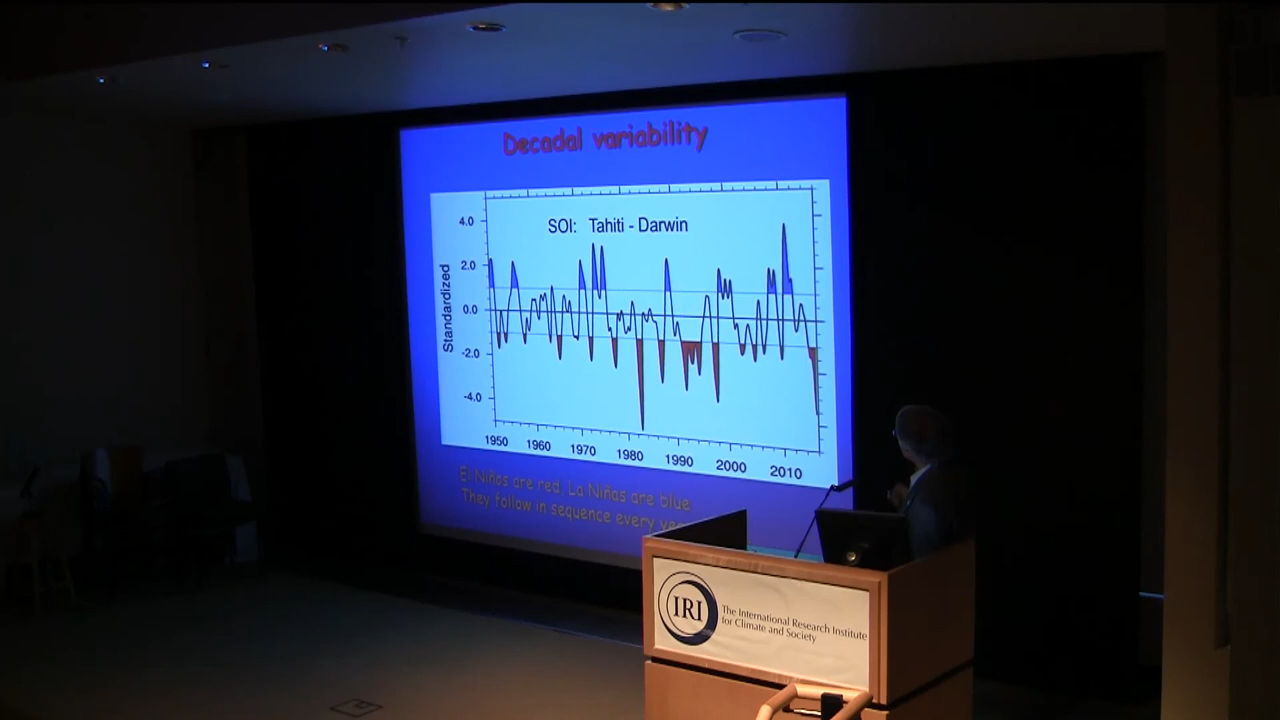 Decadal variability
SOI: Tahiti - Darwin
Standardized
4.0
2.0
0.0
-2.0
-4.0
1950 1960 1970 1980 1990 2000 2010
El Niños are red, La Niñas are blue
They follow in sequence every
IRI
The International Research Institute
for Climate and Society